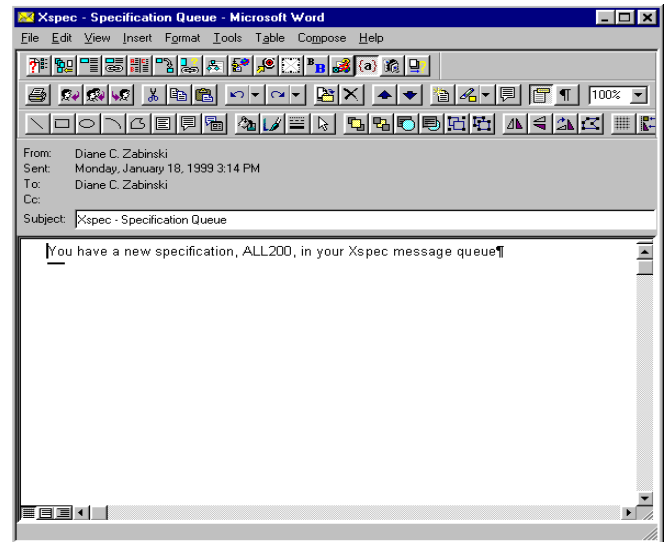 Xspec - Specification Queue - Microsoft Word
File Edit View Insert Format Tools Table Compose Help
100%
From: Diane C. Zabinski
Sent: Monday, January 18, 1999 3:14 PM
To: Diane C. Zabinski
Cc:
Subject: Xspec - Specification Queue
You have a new specification, ALL200, in your Xspec message queue¶